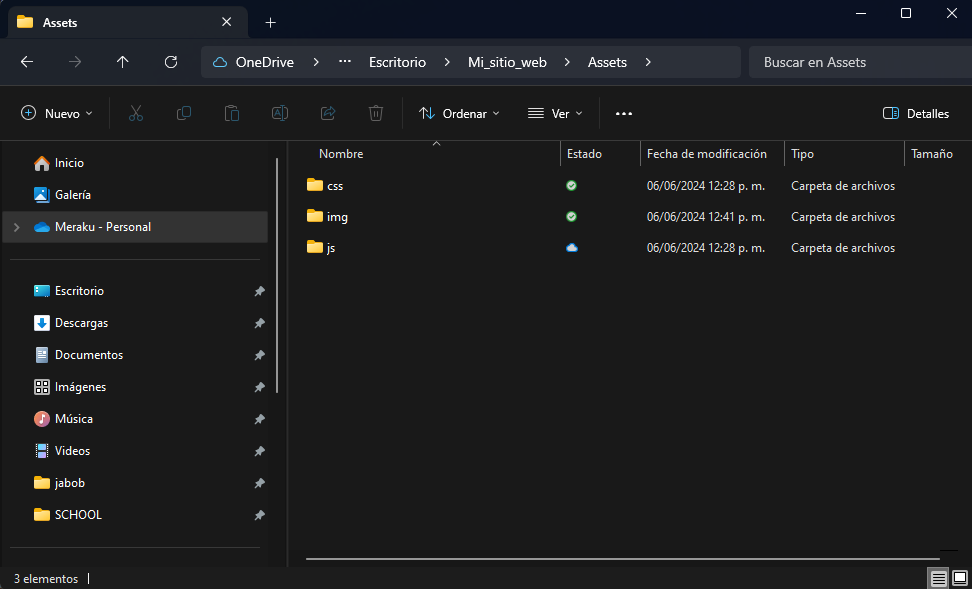 Assets
OneDrive > ... Escritorio > Mi_sitio_web > Assets >
Buscar en Assets
Nuevo
Ordenar
Ver
Detalles
Inicio
Galería
Meraku - Personal
Escritorio
Descargas
Documentos
Imágenes
Música
Videos
jabob
SCHOOL
Nombre Estado Fecha de modificación Tipo Tamaño
css 06/06/2024 12:28 p. m. Carpeta de archivos
img 06/06/2024 12:41 p. m. Carpeta de archivos
js 06/06/2024 12:28 p. m. Carpeta de archivos
3 elementos